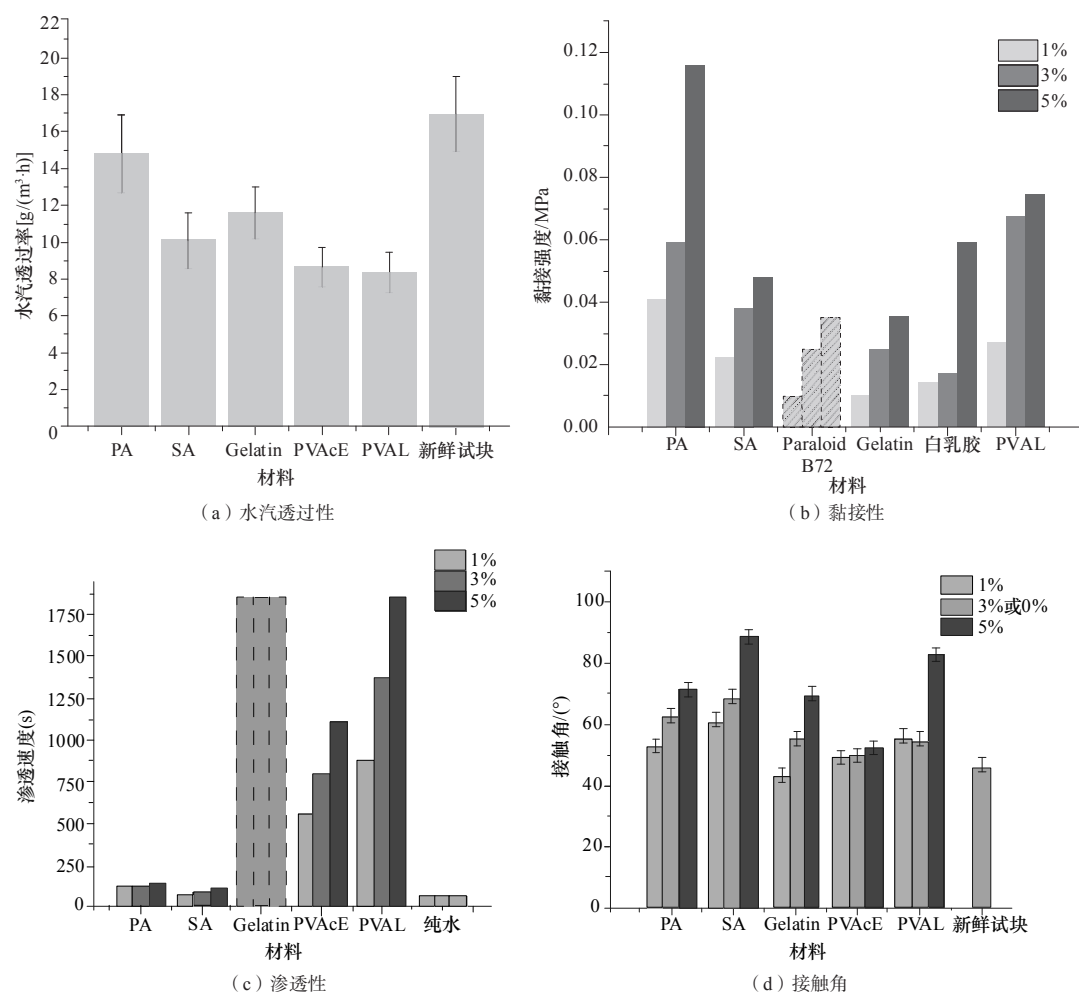 22
20
18
16
14
12
10
8
6
4
2
0
水汽透过率[g/(m³·h)]
PA SA Gelatin PVAcE PVAL 新鲜试块
材料
（a）水汽透过性
0.12
0.10
0.08
0.06
0.04
0.02
0.00
黏接强度/MPa
1%
3%
5%
PA SA Paraloid B72 Gelatin 白乳胶 PVAL
材料
（b）黏接性
1750
1500
1250
1000
750
500
250
0
渗透速度(s)
1%
3%
5%
PA SA Gelatin PVAcE PVAL 纯水
材料
（c）渗透性
100
80
60
40
20
0
接触角/(°)
1%
3%或0%
5%
PA SA Gelatin PVAcE PVAL 新鲜试块
材料
（d）接触角